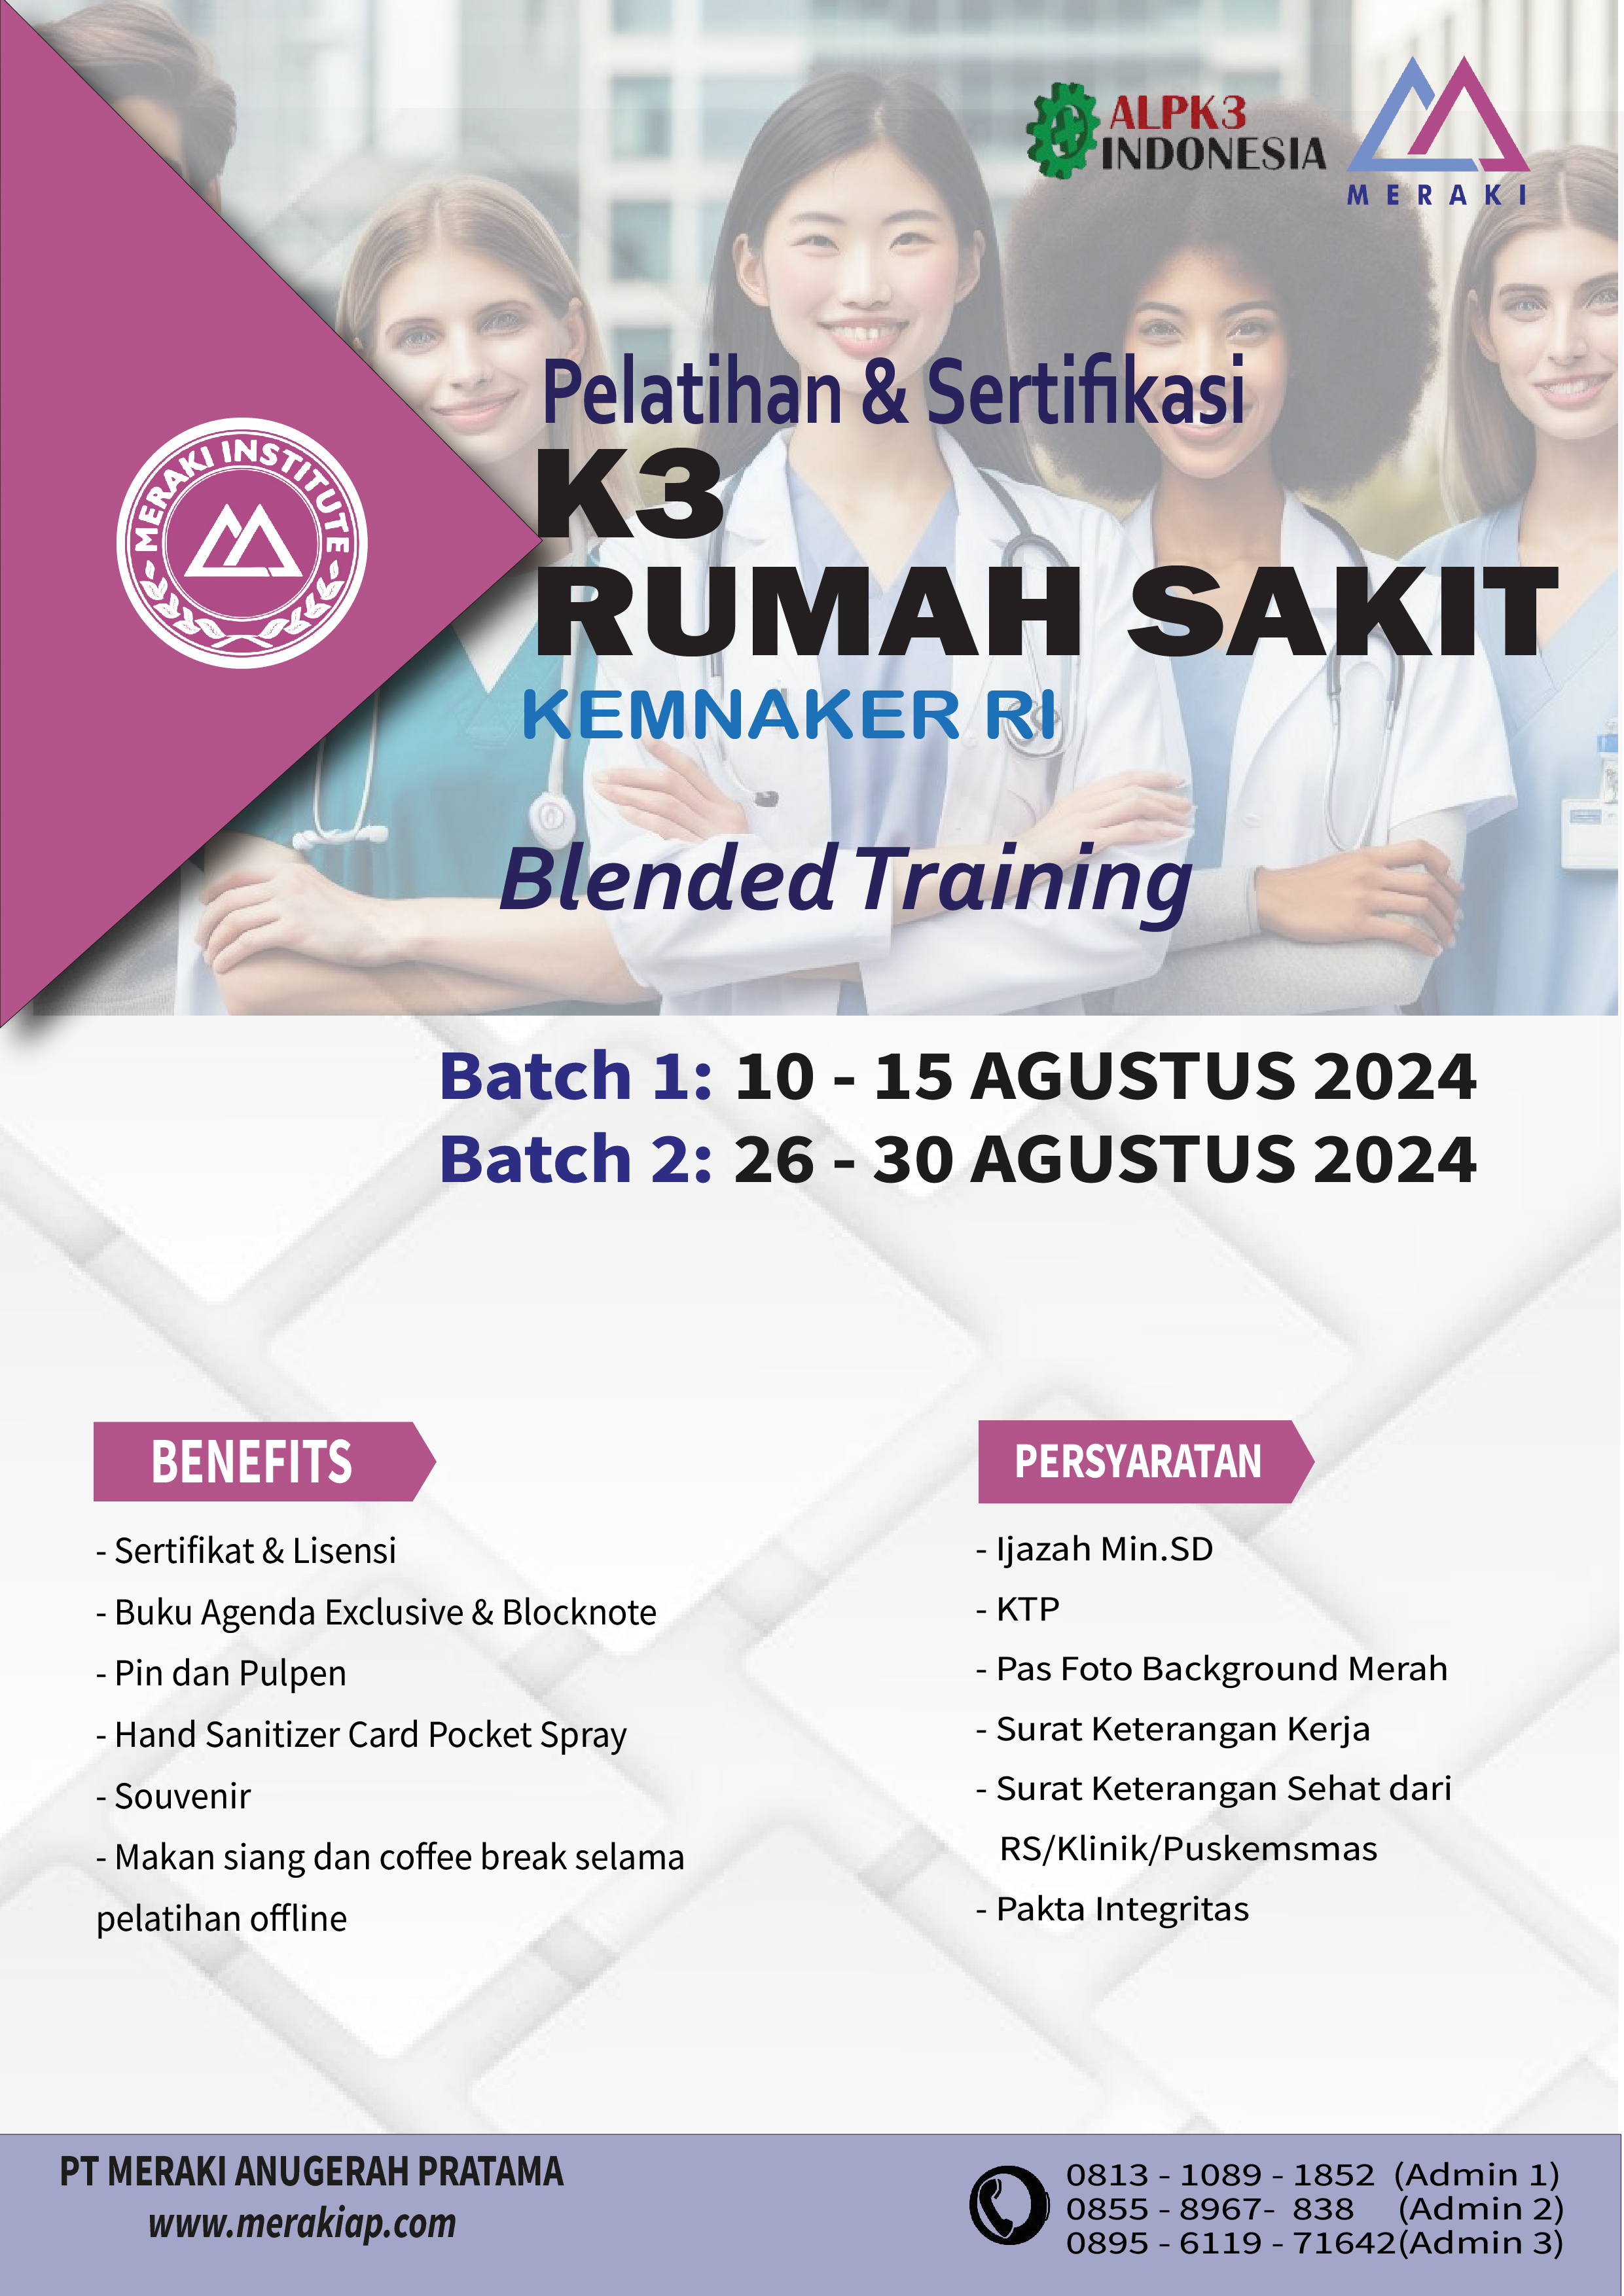 ALPK3
INDONESIA
MERAKI
MERAKI INSTITUTE
Pelatihan & Sertifikasi
K3
RUMAH SAKIT
KEMNAKER RI
Blended Training
Batch 1: 10 - 15 AGUSTUS 2024
Batch 2: 26 - 30 AGUSTUS 2024
BENEFITS
- Sertifikat & Lisensi
- Buku Agenda Exclusive & Blocknote
- Pin dan Pulpen
- Hand Sanitizer Card Pocket Spray
- Souvenir
- Makan siang dan coffee break selama
pelatihan offline
PERSYARATAN
- Ijazah Min.SD
- KTP
- Pas Foto Background Merah
- Surat Keterangan Kerja
- Surat Keterangan Sehat dari
RS/Klinik/Puskemsmas
- Pakta Integritas
PT MERAKI ANUGERAH PRATAMA
www.merakiap.com
0813 - 1089 - 1852 (Admin 1)
0855 - 8967- 838 (Admin 2)
0895 - 6119 - 71642(Admin 3)